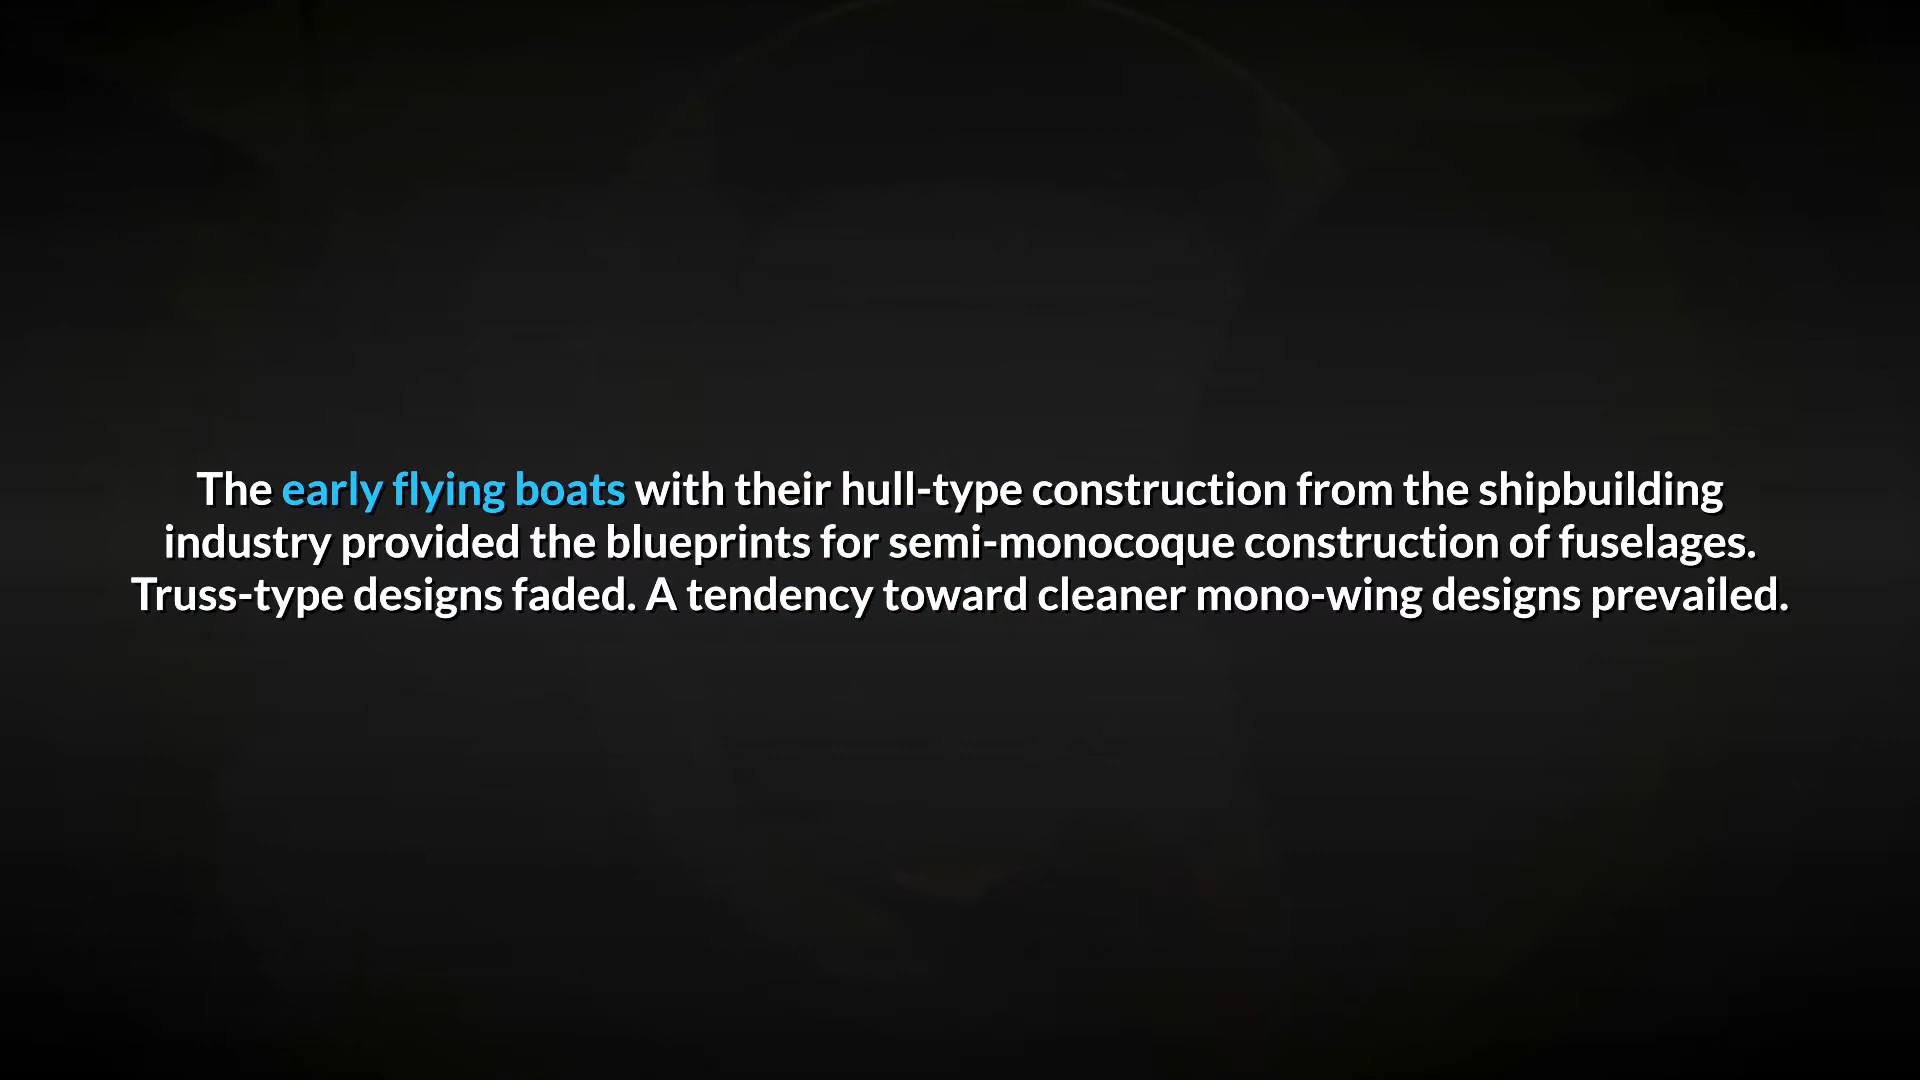 The early flying boats with their hull-type construction from the shipbuilding
industry provided the blueprints for semi-monocoque construction of fuselages.
Truss-type designs faded. A tendency toward cleaner mono-wing designs prevailed.